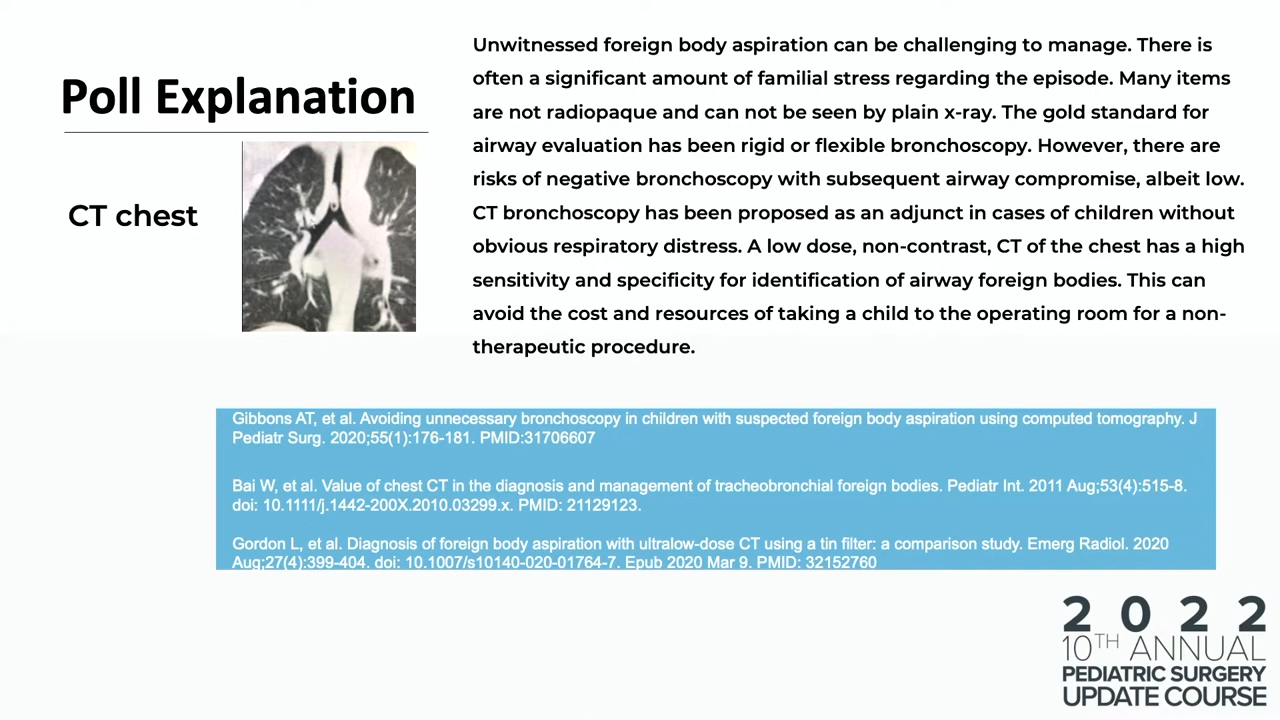 Poll Explanation
CT chest
Unwitnessed foreign body aspiration can be challenging to manage. There is
often a significant amount of familial stress regarding the episode. Many items
are not radiopaque and can not be seen by plain x-ray. The gold standard for
airway evaluation has been rigid or flexible bronchoscopy. However, there are
risks of negative bronchoscopy with subsequent airway compromise, albeit low.
CT bronchoscopy has been proposed as an adjunct in cases of children without
obvious respiratory distress. A low dose, non-contrast, CT of the chest has a high
sensitivity and specificity for identification of airway foreign bodies. This can
avoid the cost and resources of taking a child to the operating room for a non-
therapeutic procedure.
Gibbons AT, et al. Avoiding unnecessary bronchoscopy in children with suspected foreign body aspiration using computed tomography. J
Pediatr Surg. 2020;55(1):176-181. PMID:31706607
Bai W, et al. Value of chest CT in the diagnosis and management of tracheobronchial foreign bodies. Pediatr Int. 2011 Aug;53(4):515-8.
doi: 10.1111/j.1442-200X.2010.03299.x. PMID: 21129123.
Gordon L, et al. Diagnosis of foreign body aspiration with ultralow-dose CT using a tin filter: a comparison study. Emerg Radiol. 2020
Aug;27(4):399-404. doi: 10.1007/s10140-020-01764-7. Epub 2020 Mar 9. PMID: 32152760
2022
10TH ANNUAL
PEDIATRIC SURGERY
UPDATE COURSE